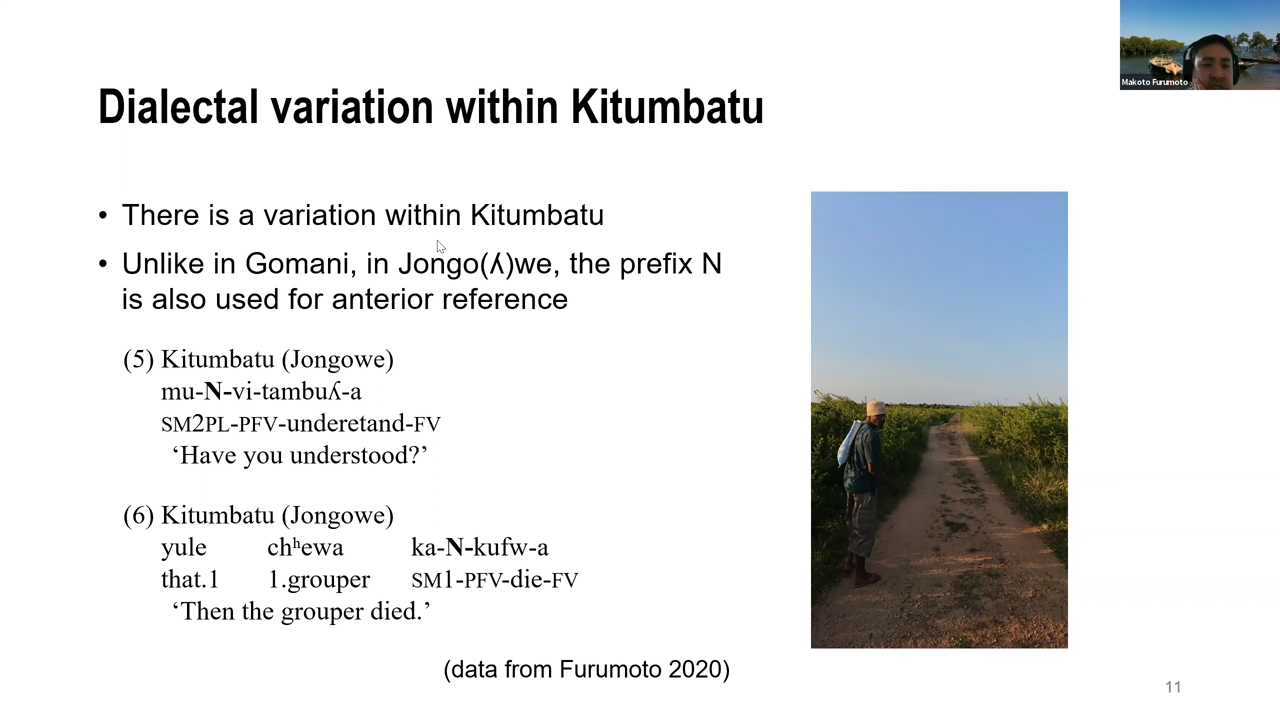 Makoto Furumoto
Dialectal variation within Kitumbatu
• There is a variation within Kitumbatu
• Unlike in Gomani, in Jongo(ʎ)we, the prefix N
is also used for anterior reference
(5) Kitumbatu (Jongowe)
mu-N-vi-tambuʎ-a
SM2PL-PFV-underetand-FV
‘Have you understood?’
(6) Kitumbatu (Jongowe)
yule chʰewa ka-N-kufw-a
that.1 1.grouper SM1-PFV-die-FV
‘Then the grouper died.’
(data from Furumoto 2020)
11